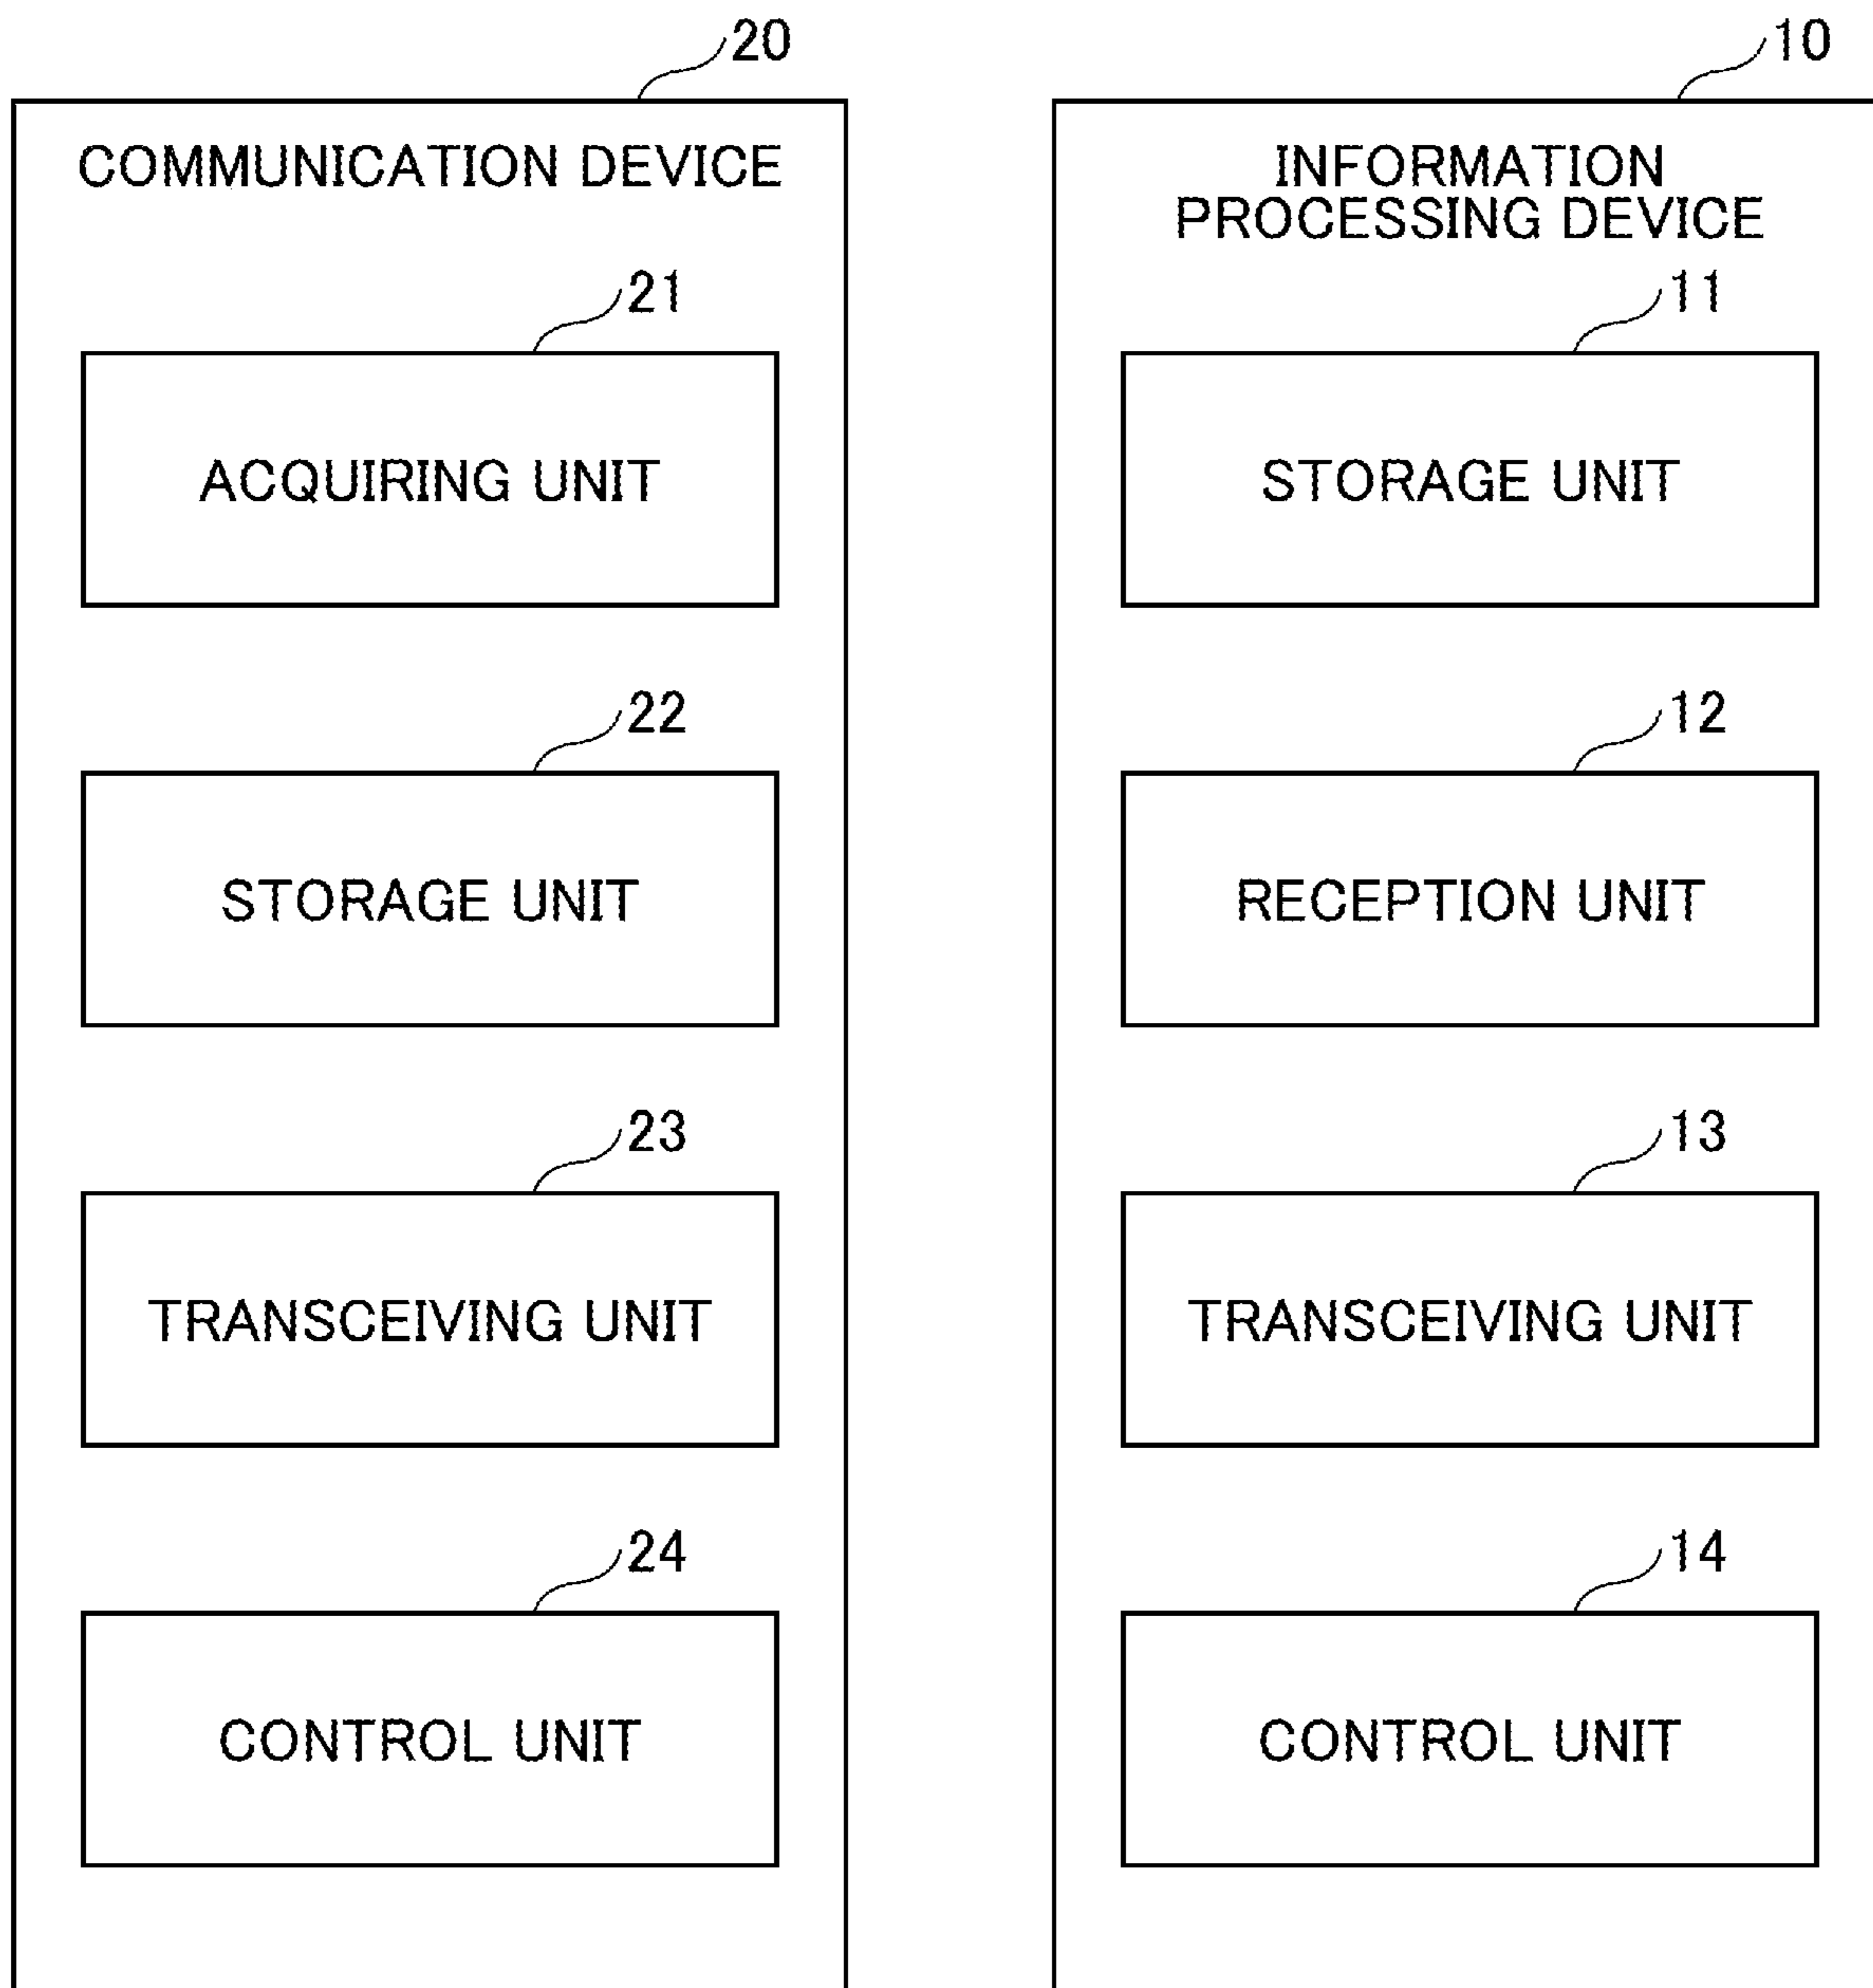 20
COMMUNICATION DEVICE
21
ACQUIRING UNIT
22
STORAGE UNIT
23
TRANSCEIVING UNIT
24
CONTROL UNIT
10
INFORMATION
PROCESSING DEVICE
11
STORAGE UNIT
12
RECEPTION UNIT
13
TRANSCEIVING UNIT
14
CONTROL UNIT